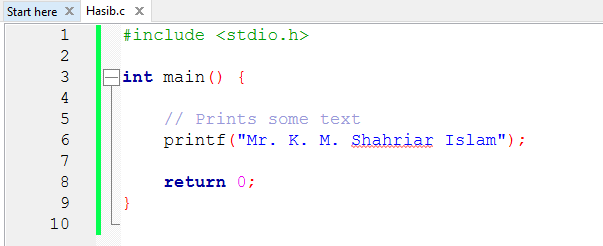 Start here Hasib.c
1 #include <stdio.h>
2
3 int main() {
4
5 // Prints some text
6 printf("Mr. K. M. Shahriar Islam");
7
8 return 0;
9 }
10